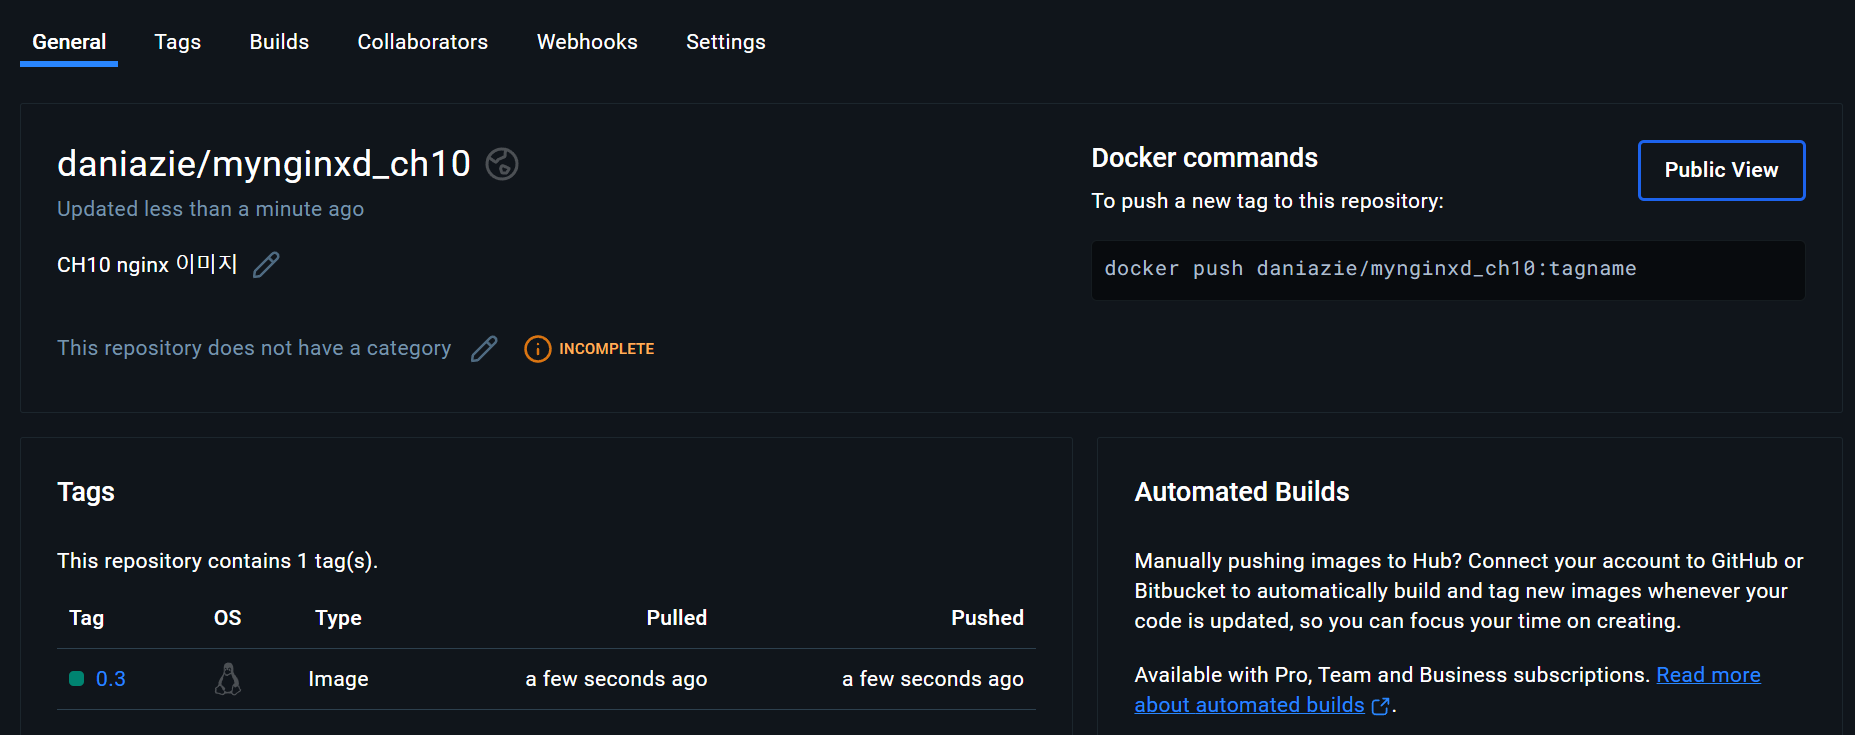 General Tags Builds Collaborators Webhooks Settings
daniazie/mynginxd_ch10
Updated less than a minute ago
CH10 nginx 이미지
This repository does not have a category INCOMPLETE
Docker commands
Public View
To push a new tag to this repository:
docker push daniazie/mynginxd_ch10:tagname
Tags
This repository contains 1 tag(s).
Tag OS Type Pulled Pushed
0.3 Image a few seconds ago a few seconds ago
Automated Builds
Manually pushing images to Hub? Connect your account to GitHub or
Bitbucket to automatically build and tag new images whenever your
code is updated, so you can focus your time on creating.
Available with Pro, Team and Business subscriptions. Read more
about automated builds.